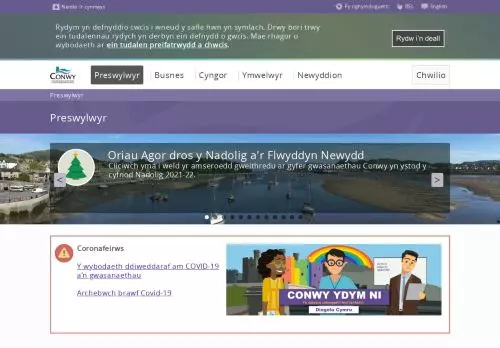 Neidio i'r cynnwys
Fy nghymdogaeth
BSL
English
Rydym yn defnyddio cwcis i wneud y safle hwn yn symlach. Drwy bori trwy
ein tudalennau rydych yn derbyn ein defnydd o gwcis. Mae rhagor o
wybodaeth ar ein tudalen preifatrwydd a chwcis.
Rydw i'n deall
CONWY
Preswylwyr
Busnes
Cyngor
Ymwelwyr
Newyddion
Chwilio
Preswylwyr
Preswylwyr
Oriau Agor dros y Nadolig a'r Flwyddyn Newydd
Cliciwch yma i weld yr amseroedd gweithredu ar gyfer gwasanaethau Conwy yn ystod y
cyfnod Nadolig 2021-22.
<
>
Coronafeirws
Y wybodaeth ddiweddaraf am COVID-19
a'n gwasanaethau
Archebwch brawf Covid-19
CONWY YDYM NI
Diogelu Cymru